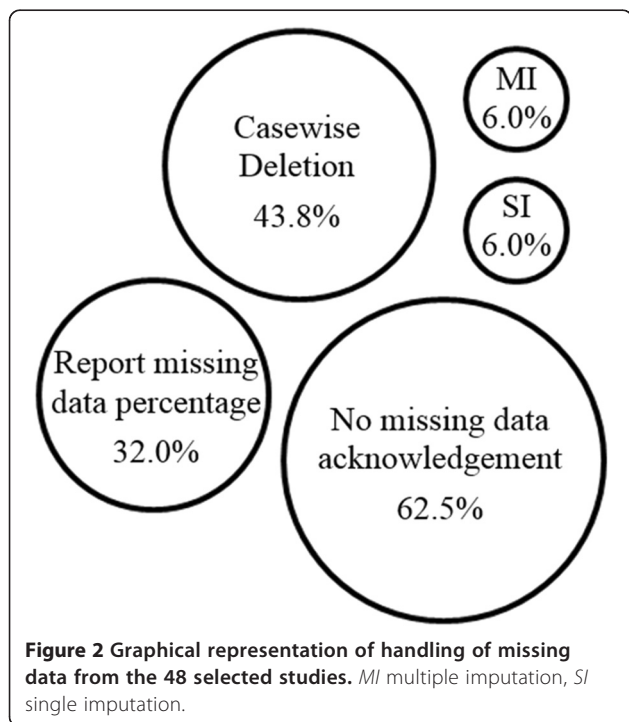 Casewise
Deletion
43.8%
MI
6.0%
SI
6.0%
Report missing
data percentage
32.0%
No missing data
acknowledgement
62.5%
Figure 2 Graphical representation of handling of missing
data from the 48 selected studies. MI multiple imputation, SI
single imputation.